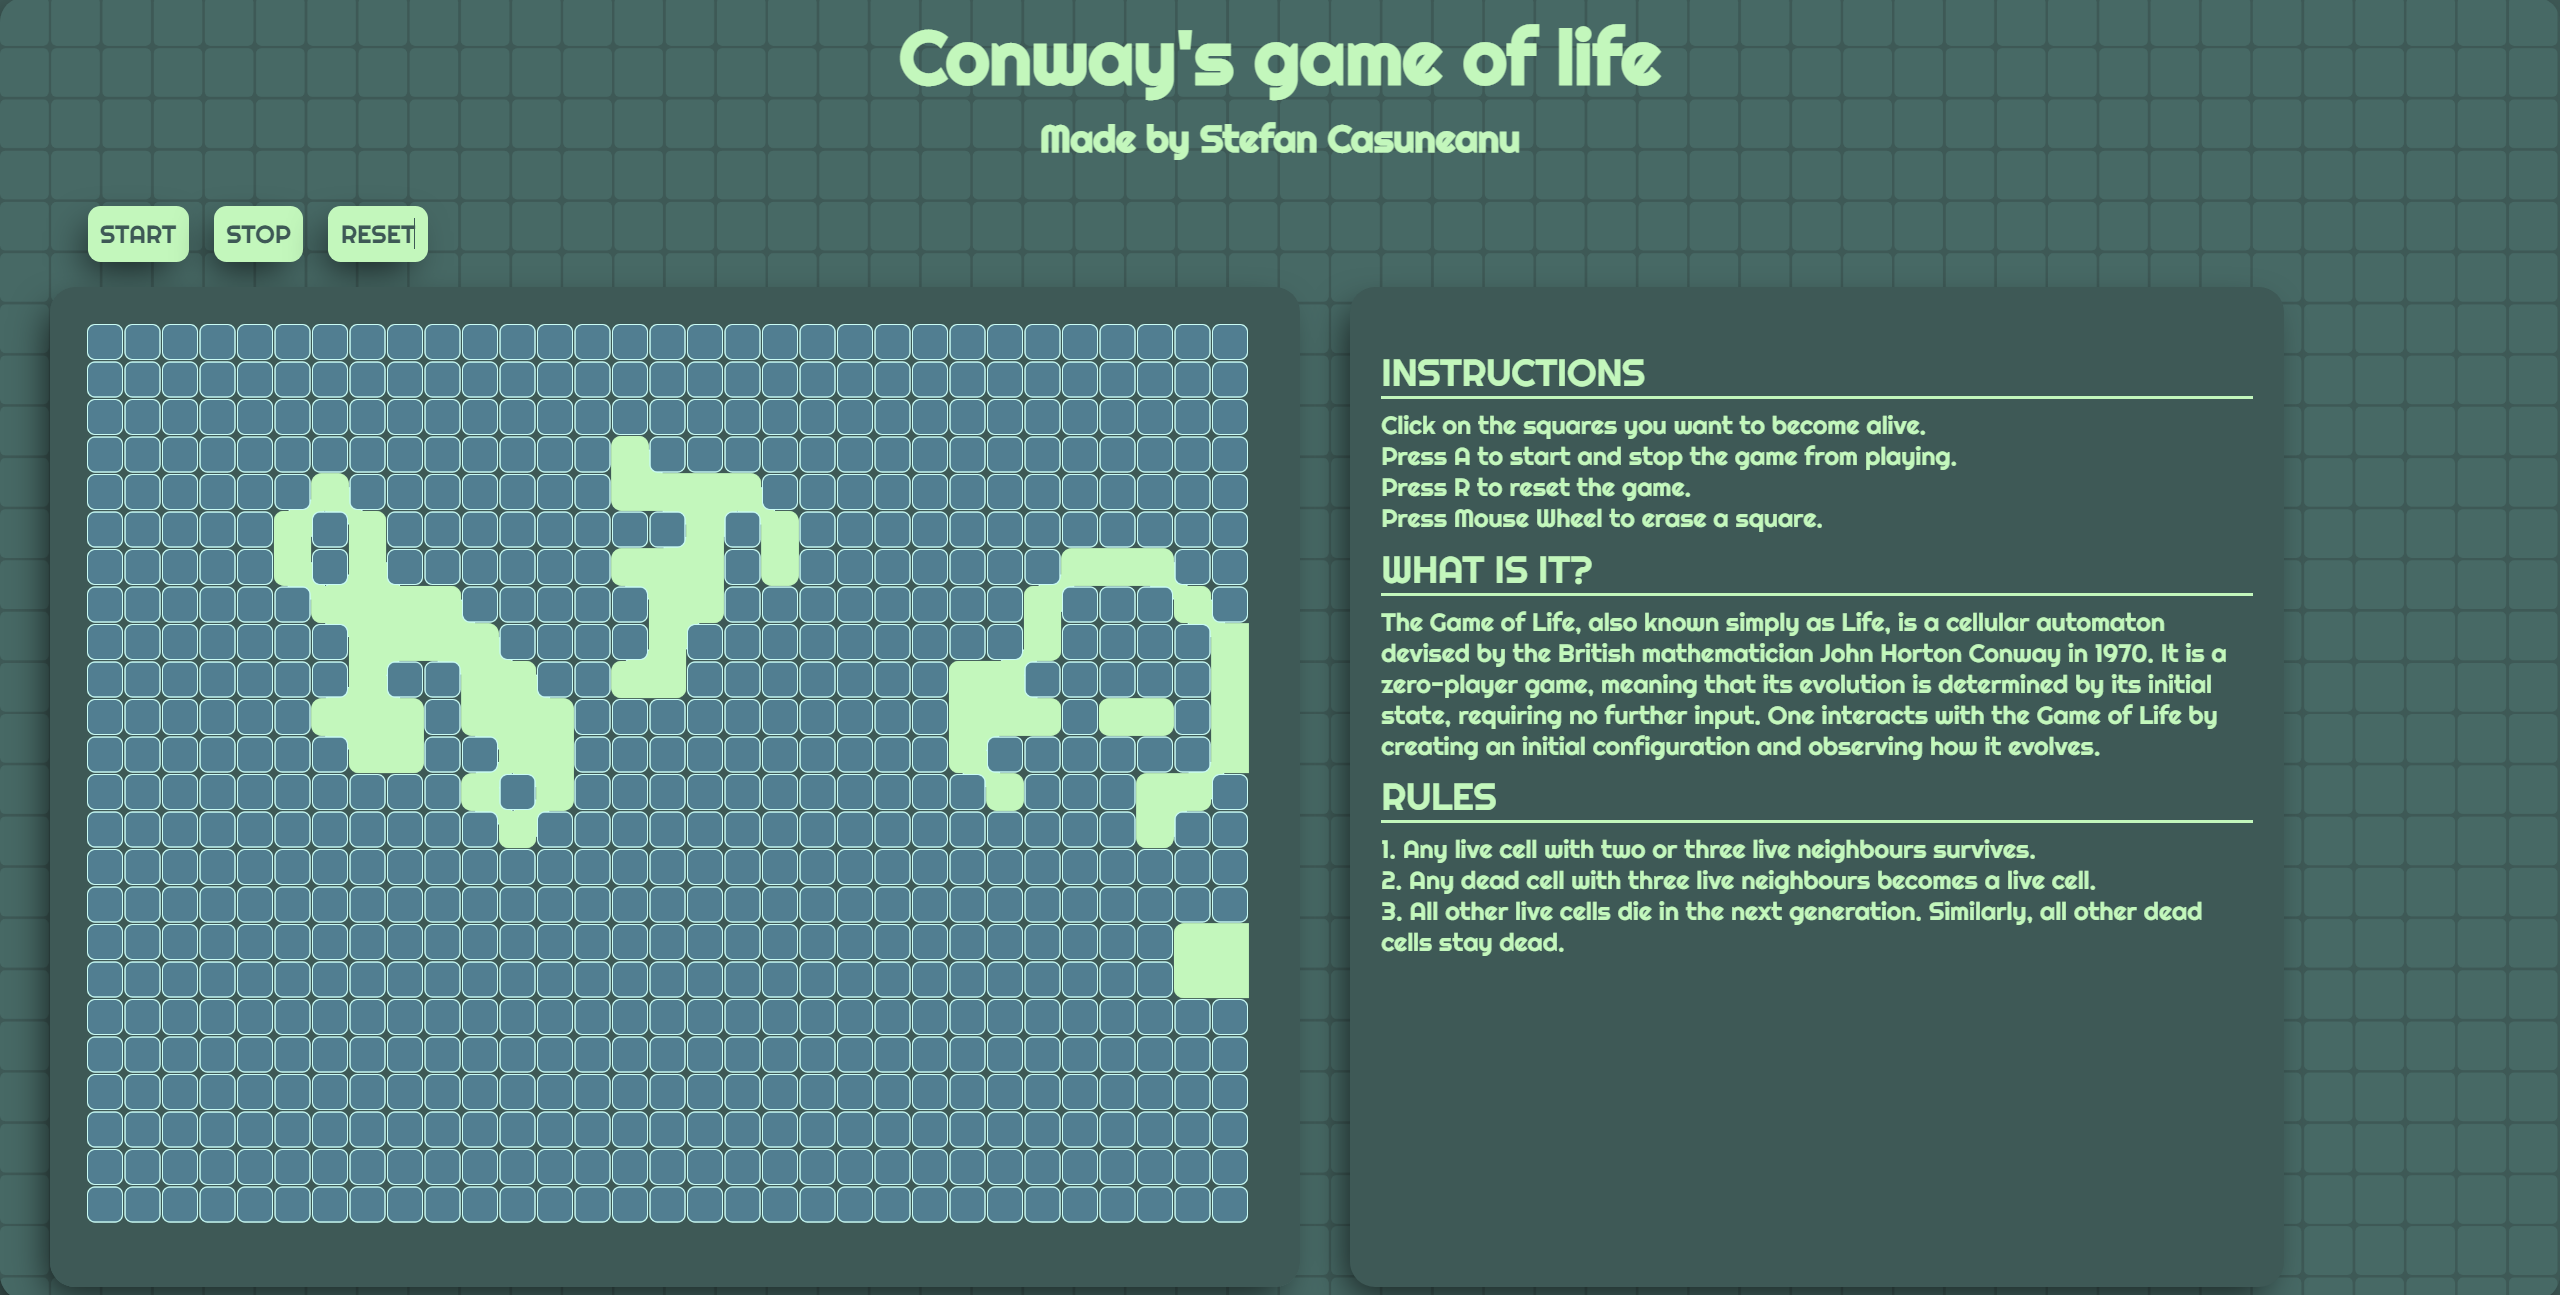 Conway's game of life
Made by Stefan Casuneanu
START STOP RESET
INSTRUCTIONS
Click on the squares you want to become alive.
Press A to start and stop the game from playing.
Press R to reset the game.
Press Mouse Wheel to erase a square.
WHAT IS IT?
The Game of Life, also known simply as Life, is a cellular automaton
devised by the British mathematician John Horton Conway in 1970. It is a
zero-player game, meaning that its evolution is determined by its initial
state, requiring no further input. One interacts with the Game of Life by
creating an initial configuration and observing how it evolves.
RULES
1. Any live cell with two or three live neighbours survives.
2. Any dead cell with three live neighbours becomes a live cell.
3. All other live cells die in the next generation. Similarly, all other dead
cells stay dead.